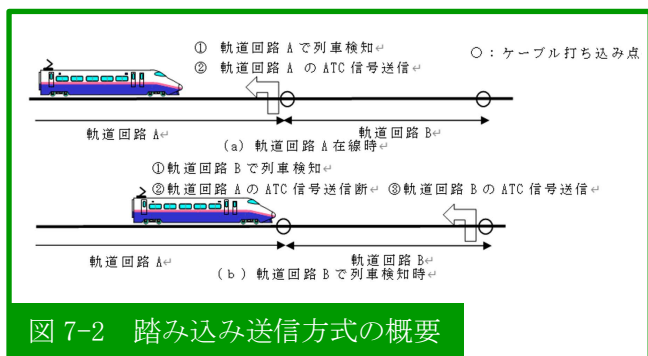 ① 軌道回路 A で列車検知↵
② 軌道回路 A の ATC 信号送信↵
○：ケーブル打ち込み点
軌道回路 A↵
軌道回路 B↵
(a) 軌道回路 A 在線時↵
①軌道回路 B で列車検知↵
②軌道回路 A の ATC 信号送信断↵ ③軌道回路 B の ATC 信号送信↵
軌道回路 A↵
軌道回路 B↵
(b) 軌道回路 B で列車検知時↵
図 7-2 踏み込み送信方式の概要